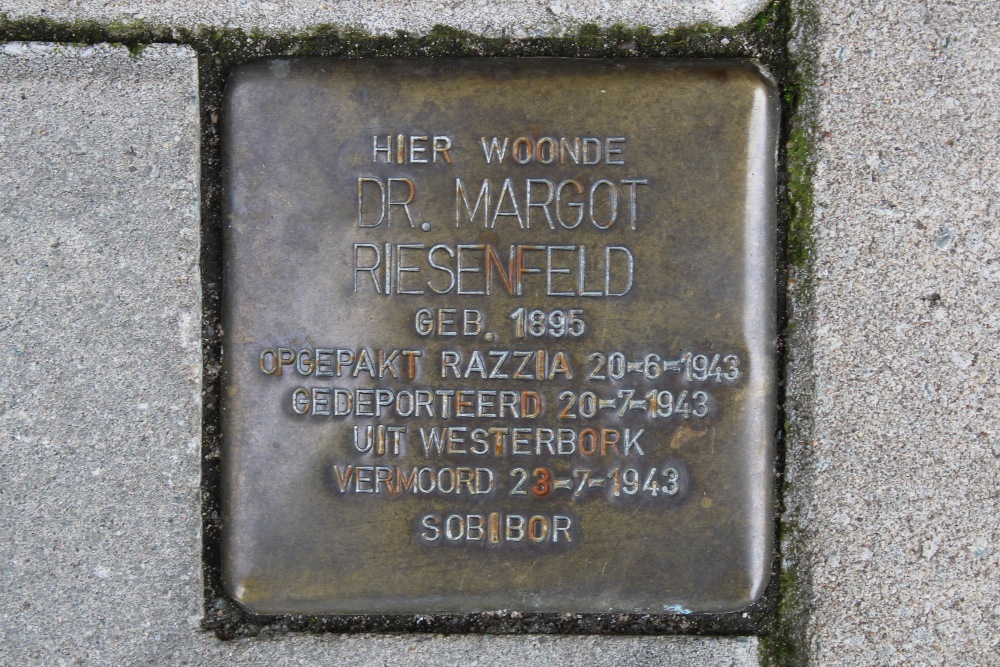 HIER WOONDE
DR. MARGOT
RIESENFELD
GEB. 1895
OPGEPAKT RAZZIA 20-6-1943
GEDEPORTEERD 20-7-1943
UIT WESTERBORK
VERMOORD 23-7-1943
SOBIBOR